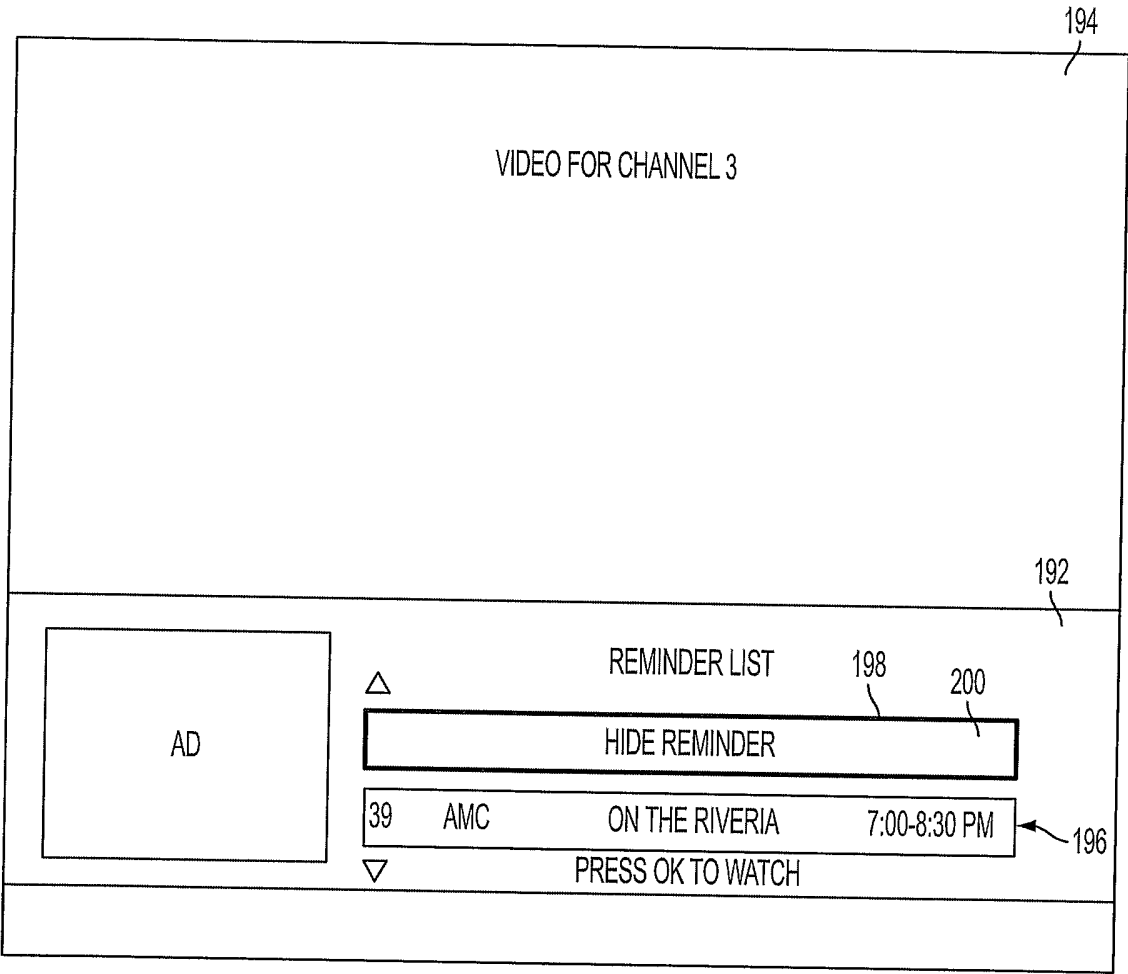 194
VIDEO FOR CHANNEL 3
192
REMINDER LIST
198
200
AD
HIDE REMINDER
39 AMC ON THE RIVERIA 7:00-8:30 PM
196
PRESS OK TO WATCH